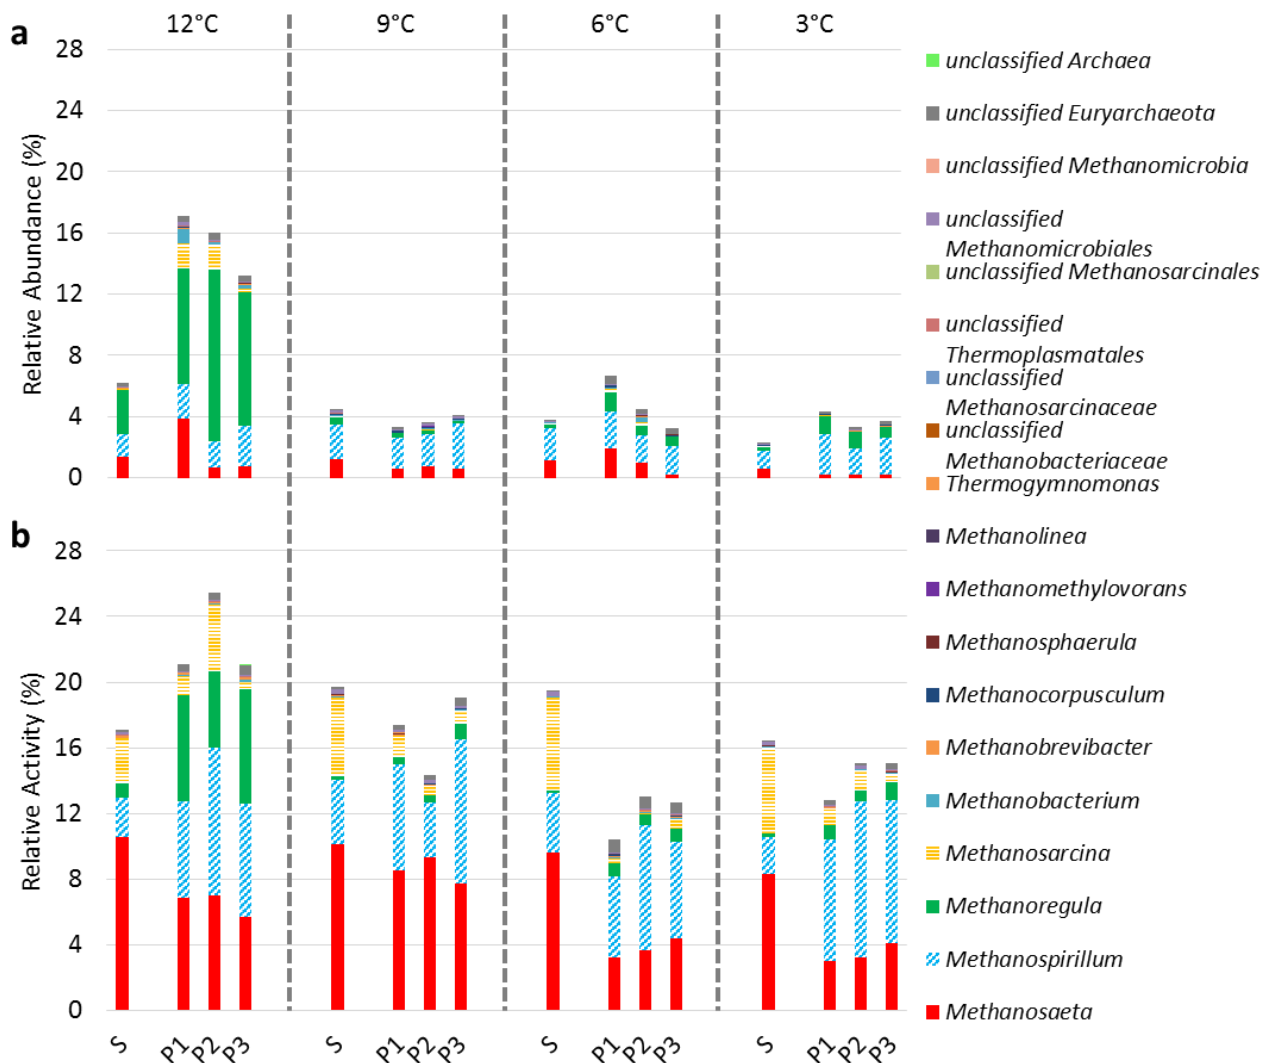 a
12°C
9°C
6°C
3°C
Relative Abundance (%)
28
24
20
16
12
8
4
0
b
Relative Activity (%)
28
24
20
16
12
8
4
0
S
P1
P2
P3
S
P1
P2
P3
S
P1
P2
P3
S
P1
P2
P3
unclassified Archaea
unclassified Euryarchaeota
unclassified Methanomicrobia
unclassified
Methanomicrobiales
unclassified Methanosarcinales
unclassified
Thermoplasmatales
unclassified
Methanosarcinaceae
unclassified
Methanobacteriaceae
Thermogymnomonas
Methanolinea
Methanomethylovorans
Methanosphaerula
Methanocorpusculum
Methanobrevibacter
Methanobacterium
Methanosarcina
Methanoregula
Methanospirillum
Methanosaeta